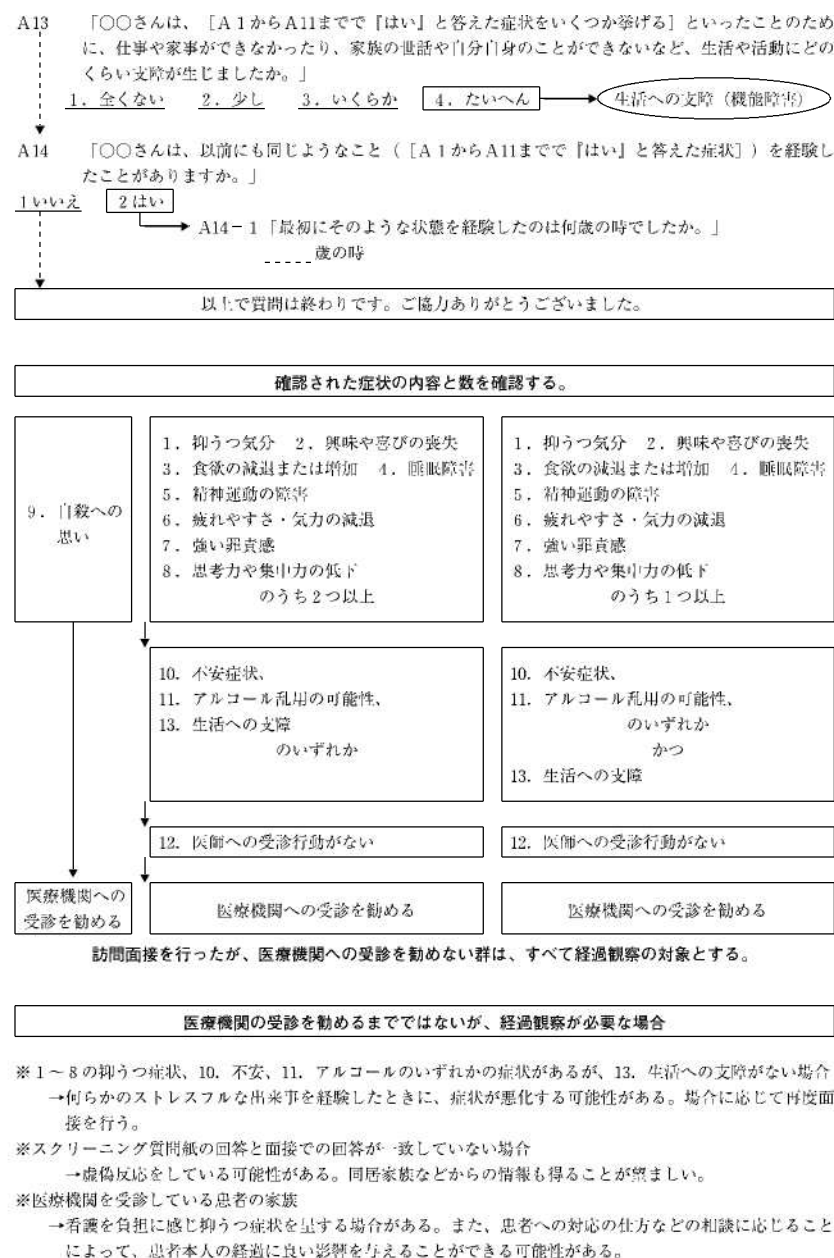 A13 「○○さんは、［A１からA11までで『はい』と答えた症状をいくつか挙げる］といったことのため
に、仕事や家事ができなかったり、家族の世話や自分自身のことができないなど、生活や活動にどの
くらい支障が生じましたか。」
１．全くない ２．少し ３．いくらか ４．たいへん 生活への支障（機能障害）
A14 「○○さんは、以前にも同じようなこと（［A１からA11までで『はい』と答えた症状］）を経験し
たことがありますか。」
１いいえ ２はい
A14－１「最初にそのような状態を経験したのは何歳の時でしたか。」
_____歳の時
以上で質問は終わりです。ご協力ありがとうございました。
確認された症状の内容と数を確認する。
９．自殺への
思い
１．抑うつ気分 ２．興味や喜びの喪失
３．食欲の減退または増加 ４．睡眠障害
５．精神運動の障害
６．疲れやすさ・気力の減退
７．強い罪責感
８．思考力や集中力の低下
のうち２つ以上
１．抑うつ気分 ２．興味や喜びの喪失
３．食欲の減退または増加 ４．睡眠障害
５．精神運動の障害
６．疲れやすさ・気力の減退
７．強い罪責感
８．思考力や集中力の低下
のうち１つ以上
10．不安症状、
11．アルコール乱用の可能性、
13．生活への支障
のいずれか
10．不安症状、
11．アルコール乱用の可能性、
のいずれか
かつ
13．生活への支障
12．医師への受診行動がない
12．医師への受診行動がない
医療機関への
受診を勧める
医療機関への受診を勧める
医療機関への受診を勧める
訪問面接を行ったが、医療機関への受診を勧めない群は、すべて経過観察の対象とする。
医療機関の受診を勧めるまでではないが、経過観察が必要な場合
※１～８の抑うつ症状、10．不安、11．アルコールのいずれかの症状があるが、13．生活への支障がない場合
→何らかのストレスフルな出来事を経験したときに、症状が悪化する可能性がある。場合に応じて再度面
接を行う。
※スクリーニング質問紙の回答と面接での回答が一致していない場合
→虚偽反応をしている可能性がある。同居家族などからの情報も得ることが望ましい。
※医療機関を受診している患者の家族
→看護を負担に感じ抑うつ症状を呈する場合がある。また、患者への対応の仕方などの相談に応じること
によって、患者本人の経過に良い影響を与えることができる可能性がある。